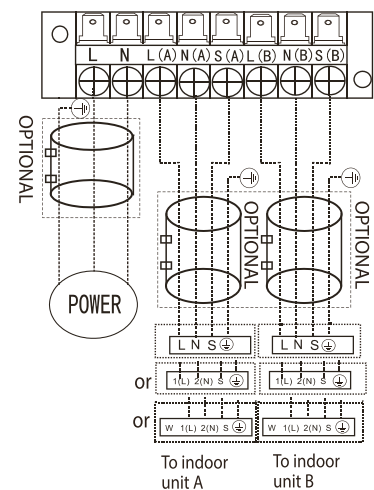 L N L(A) N(A) S(A) L(B) N(B) S(B)
OPTIONAL
OPTIONAL
OPTIONAL
POWER
L N S
L N S
or
1(L) 2(N) S
1(L) 2(N) S
or
W 1(L) 2(N) S
W 1(L) 2(N) S
To indoor
unit A
To indoor
unit B